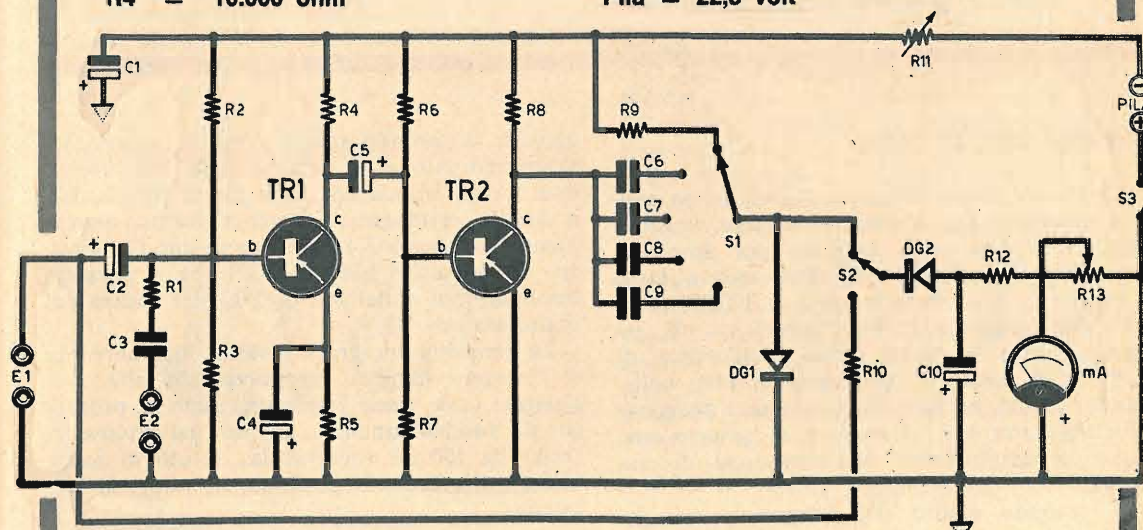 R4 = 10.000 Ohm
Pila = 22,5 Volt
R11
C1
+
R2
R4
R6
R8
R9
PILA
C5 +
C6
C7
TR1
TR2
C8
S1
S3
+
C2
b
c
e
b
c
e
C9
S2
DG2
R12
R13
R1
C3
R3
E1
E2
C4
+
R5
R7
DG1
R10
C10
+
mA
+